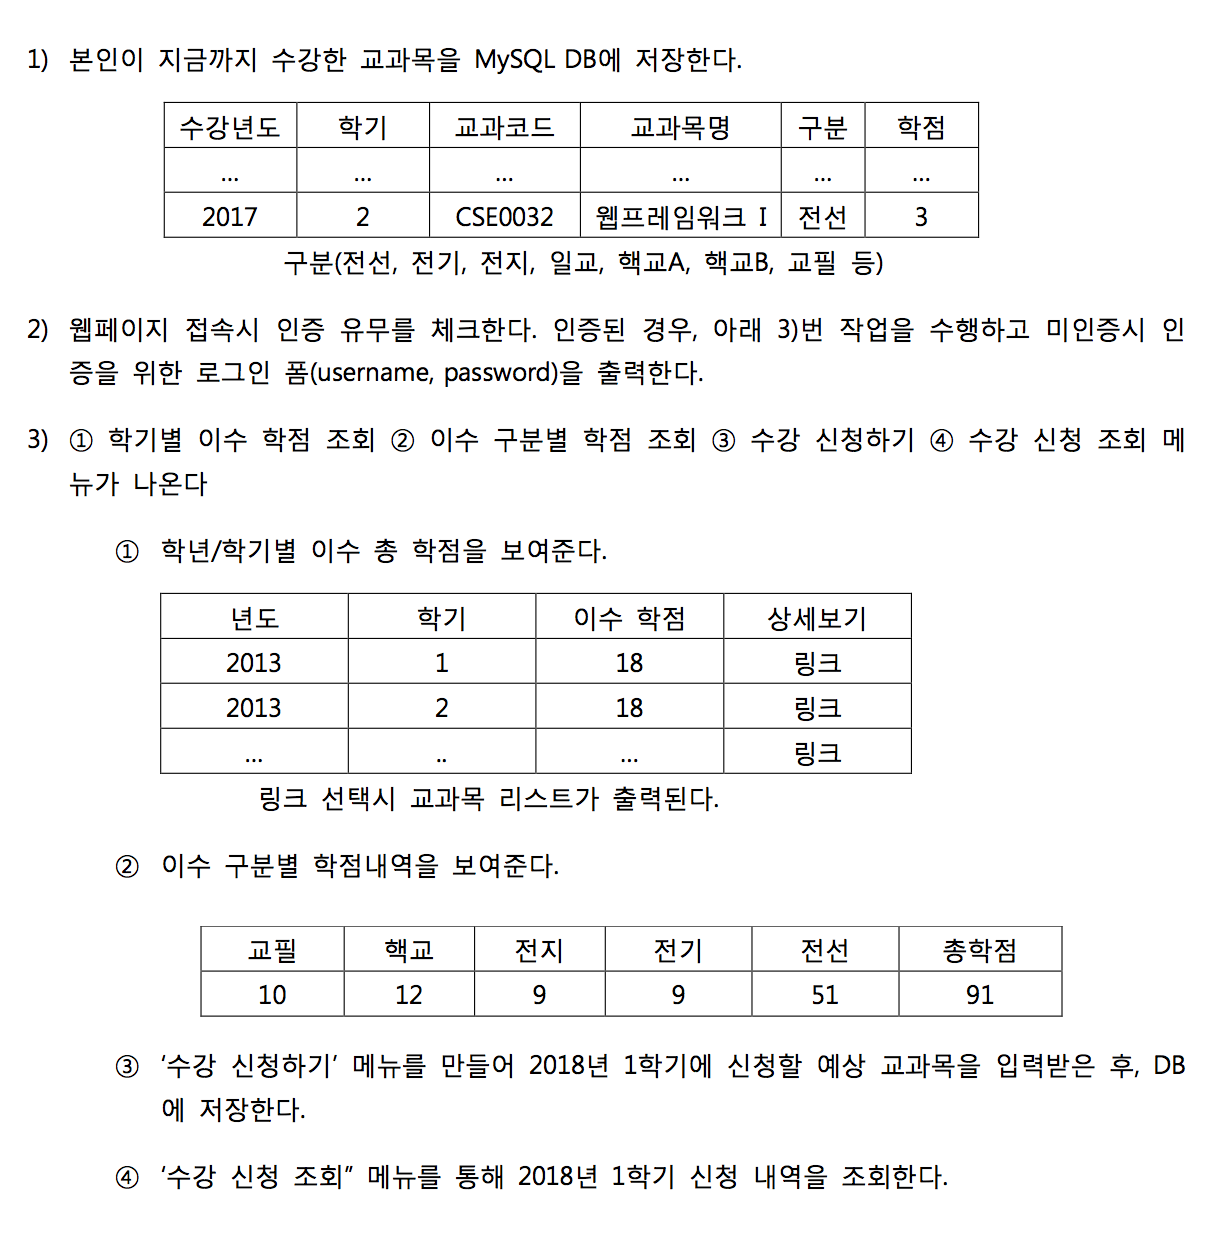 1) 본인이 지금까지 수강한 교과목을 MySQL DB에 저장한다.
수강년도 학기 교과코드 교과목명 구분 학점
... ... ... ... ... ...
2017 2 CSE0032 웹프레임워크 I 전선 3
구분(전선, 전기, 전지, 일교, 핵교A, 핵교B, 교필 등)
2) 웹페이지 접속시 인증 유무를 체크한다. 인증된 경우, 아래 3)번 작업을 수행하고 미인증시 인
증을 위한 로그인 폼(username, password)을 출력한다.
3) ① 학기별 이수 학점 조회 ② 이수 구분별 학점 조회 ③ 수강 신청하기 ④ 수강 신청 조회 메
뉴가 나온다
① 학년/학기별 이수 총 학점을 보여준다.
년도 학기 이수 학점 상세보기
2013 1 18 링크
2013 2 18 링크
... .. ... 링크
링크 선택시 교과목 리스트가 출력된다.
② 이수 구분별 학점내역을 보여준다.
교필 핵교 전지 전기 전선 총학점
10 12 9 9 51 91
③ ‘수강 신청하기’ 메뉴를 만들어 2018년 1학기에 신청할 예상 교과목을 입력받은 후, DB
에 저장한다.
④ ‘수강 신청 조회” 메뉴를 통해 2018년 1학기 신청 내역을 조회한다.